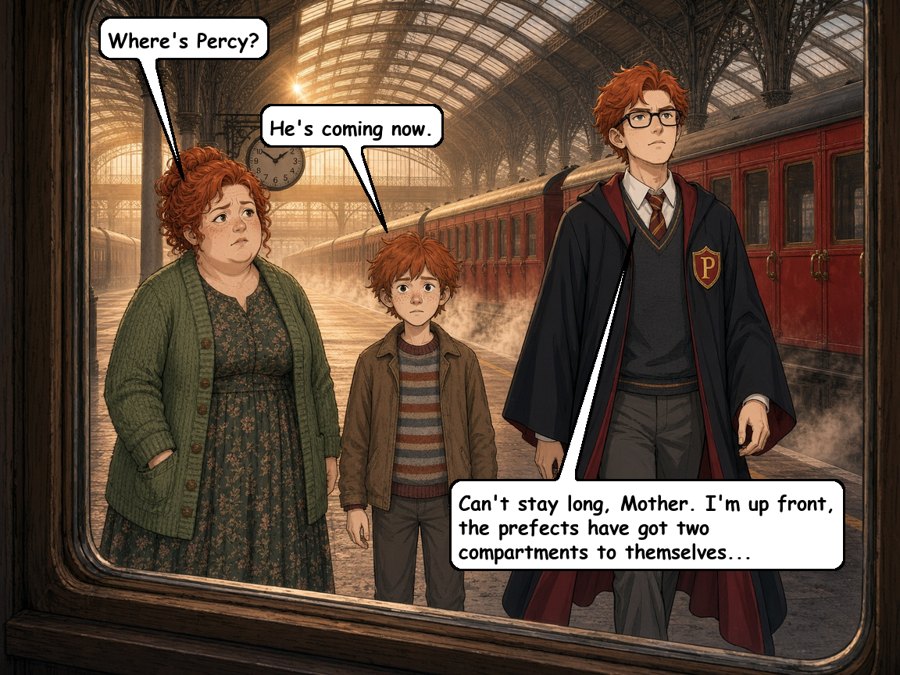 Where's Percy?
He's coming now.
P
Can't stay long, Mother. I'm up front,
the prefects have got two
compartments to themselves...